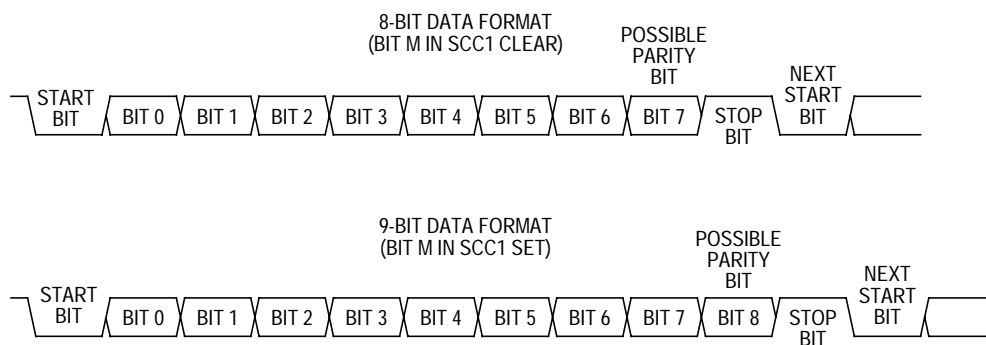 8-BIT DATA FORMAT
(BIT M IN SCC1 CLEAR)
POSSIBLE
PARITY
BIT
NEXT
START
BIT
START
BIT
BIT 0
BIT 1
BIT 2
BIT 3
BIT 4
BIT 5
BIT 6
BIT 7
STOP
BIT
9-BIT DATA FORMAT
(BIT M IN SCC1 SET)
POSSIBLE
PARITY
BIT
NEXT
START
BIT
START
BIT
BIT 0
BIT 1
BIT 2
BIT 3
BIT 4
BIT 5
BIT 6
BIT 7
BIT 8
STOP
BIT